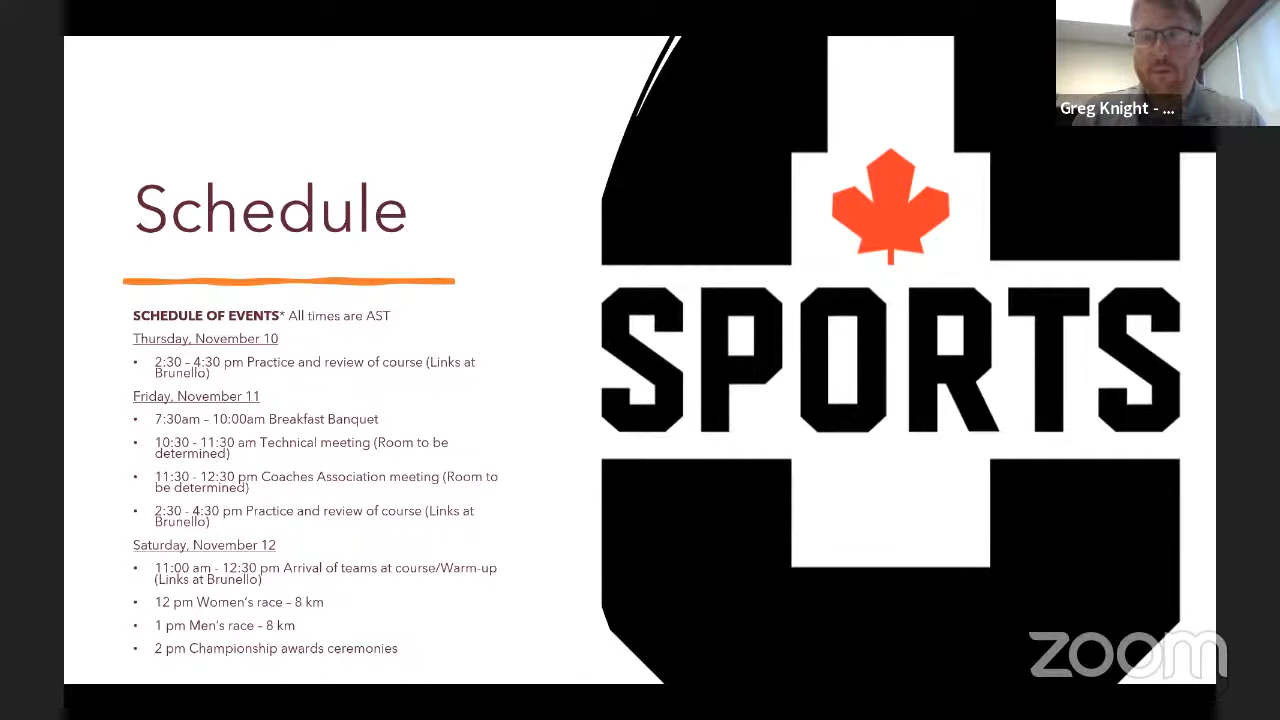 Greg Knight - ...
Schedule
SPORTS
SCHEDULE OF EVENTS* All times are AST
Thursday, November 10
• 2:30 – 4:30 pm Practice and review of course (Links at
Brunello)
Friday, November 11
• 7:30am – 10:00am Breakfast Banquet
• 10:30 - 11:30 am Technical meeting (Room to be
determined)
• 11:30 - 12:30 pm Coaches Association meeting (Room to
be determined)
• 2:30 - 4:30 pm Practice and review of course (Links at
Brunello)
Saturday, November 12
• 11:00 am - 12:30 pm Arrival of teams at course/Warm-up
(Links at Brunello)
• 12 pm Women's race – 8 km
• 1 pm Men's race – 8 km
• 2 pm Championship awards ceremonies
zoom